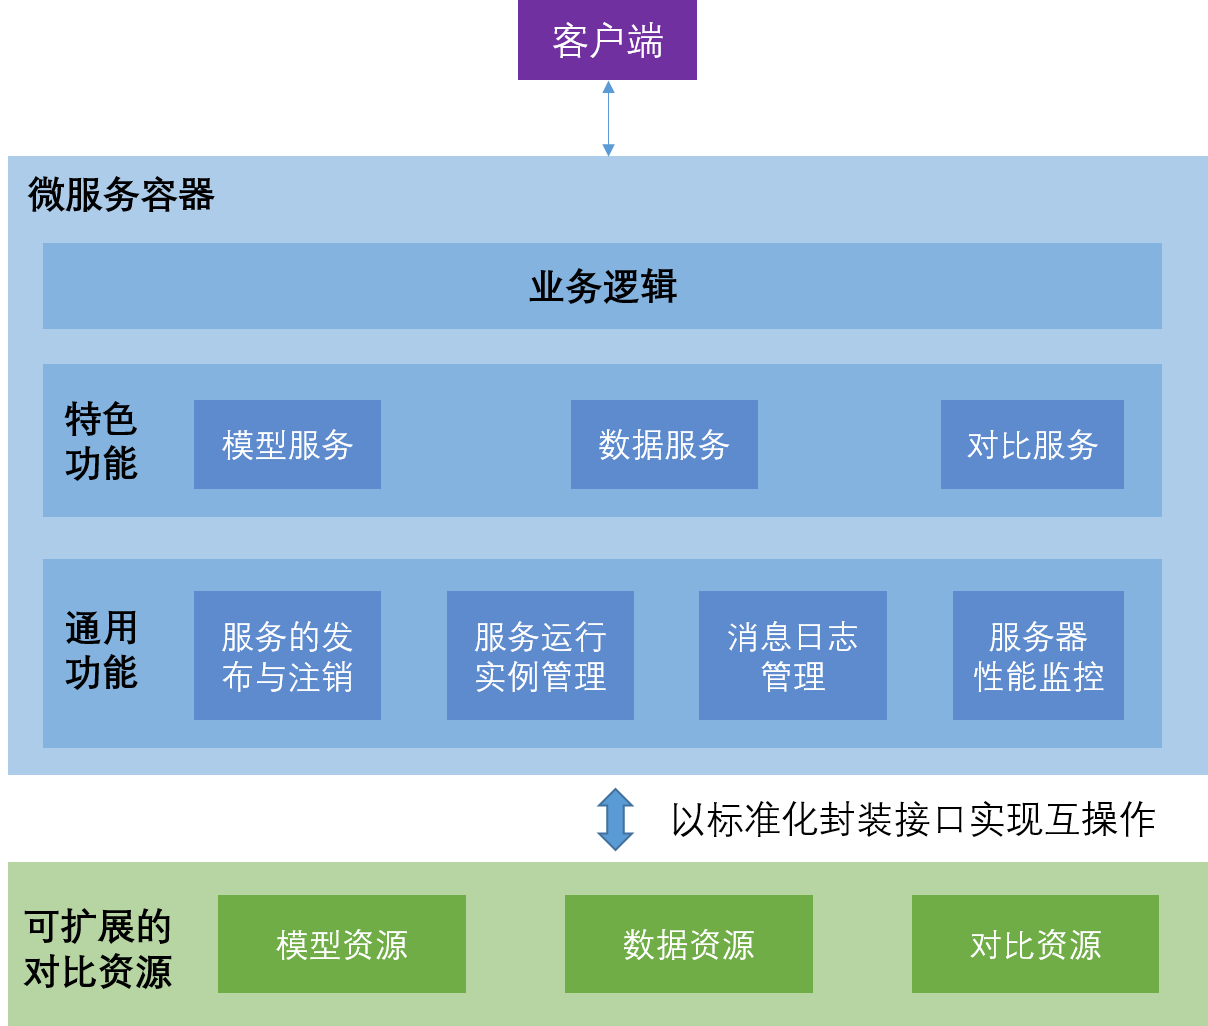 客户端
微服务容器
业务逻辑
特色
功能
模型服务
数据服务
对比服务
通用
功能
服务的发
布与注销
服务运行
实例管理
消息日志
管理
服务器
性能监控
以标准化封装接口实现互操作
可扩展的
对比资源
模型资源
数据资源
对比资源